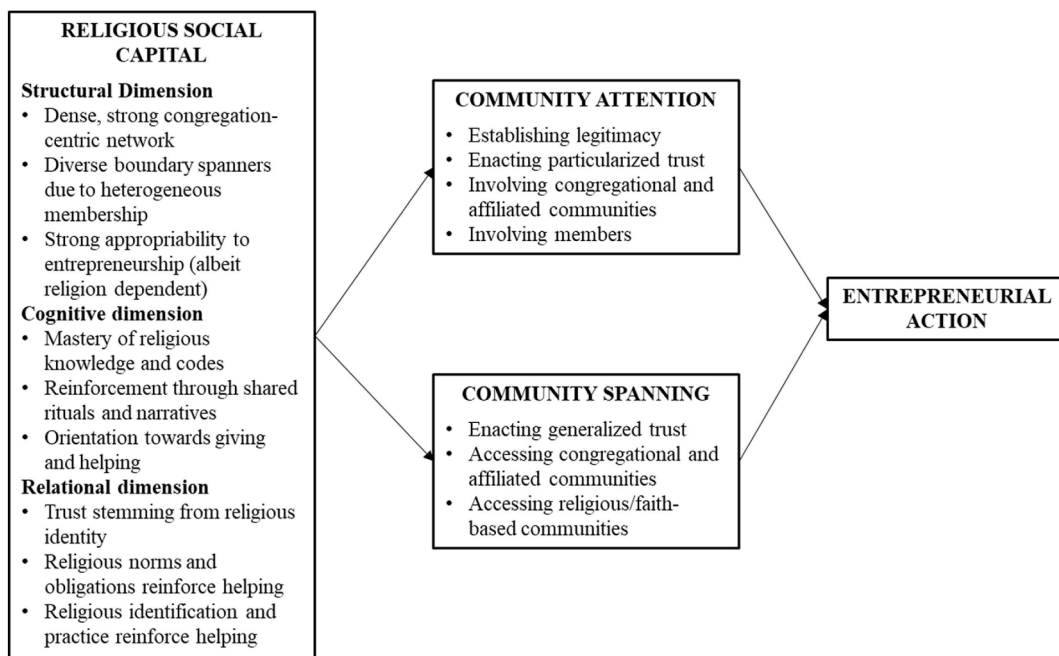 RELIGIOUS SOCIAL
CAPITAL
Structural Dimension
• Dense, strong congregation-
centric network
• Diverse boundary spanners
due to heterogeneous
membership
• Strong appropriability to
entrepreneurship (albeit
religion dependent)
Cognitive dimension
• Mastery of religious
knowledge and codes
• Reinforcement through shared
rituals and narratives
• Orientation towards giving
and helping
Relational dimension
• Trust stemming from religious
identity
• Religious norms and
obligations reinforce helping
• Religious identification and
practice reinforce helping
COMMUNITY ATTENTION
• Establishing legitimacy
• Enacting particularized trust
• Involving congregational and
affiliated communities
• Involving members
COMMUNITY SPANNING
• Enacting generalized trust
• Accessing congregational and
affiliated communities
• Accessing religious/faith-
based communities
ENTREPRENEURIAL
ACTION